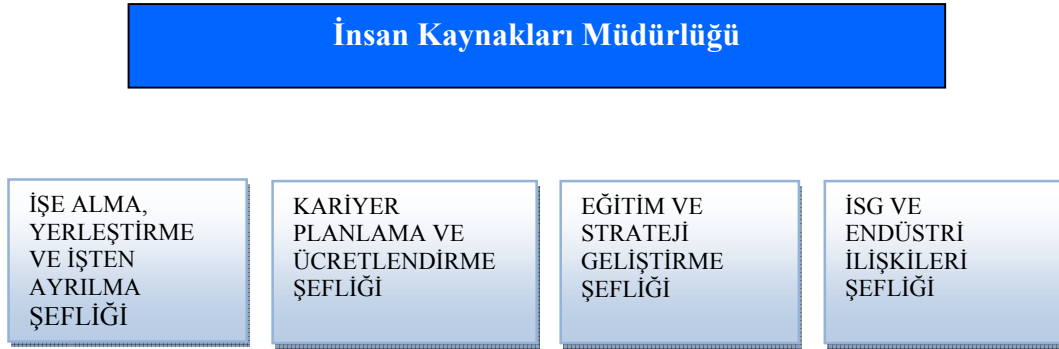 İnsan Kaynakları Müdürlüğü
İŞE ALMA,
YERLEŞTİRME
VE İŞTEN
AYRILMA
ŞEFLİĞİ
KARİYER
PLANLAMA VE
ÜCRETLENDİRME
ŞEFLİĞİ
EĞİTİM VE
STRATEJİ
GELİŞTİRME
ŞEFLİĞİ
İSG VE
ENDÜSTRİ
İLİŞKİLERİ
ŞEFLİĞİ